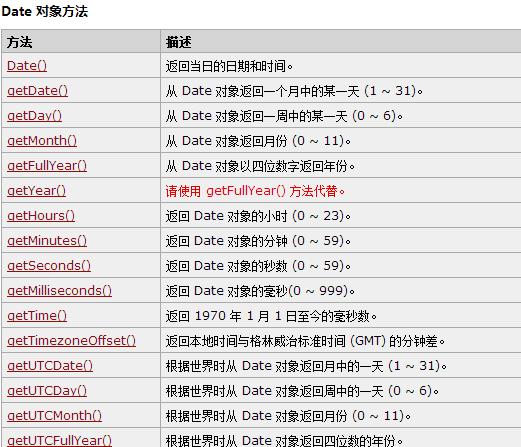 Date 对象方法
方法 描述
Date() 返回当日的日期和时间。
getDate() 从 Date 对象返回一个月中的某一天 (1 ~ 31)。
getDay() 从 Date 对象返回一周中的某一天 (0 ~ 6)。
getMonth() 从 Date 对象返回月份 (0 ~ 11)。
getFullYear() 从 Date 对象以四位数字返回年份。
getYear() 请使用 getFullYear() 方法代替。
getHours() 返回 Date 对象的小时 (0 ~ 23)。
getMinutes() 返回 Date 对象的分钟 (0 ~ 59)。
getSeconds() 返回 Date 对象的秒数 (0 ~ 59)。
getMilliseconds() 返回 Date 对象的毫秒(0 ~ 999)。
getTime() 返回 1970 年 1 月 1 日至今的毫秒数。
getTimezoneOffset() 返回本地时间与格林威治标准时间 (GMT) 的分钟差。
getUTCDate() 根据世界时从 Date 对象返回月中的一天 (1 ~ 31)。
getUTCDay() 根据世界时从 Date 对象返回周中的一天 (0 ~ 6)。
getUTCMonth() 根据世界时从 Date 对象返回月份 (0 ~ 11)。
getUTCFullYear() 根据世界时从 Date 对象返回四位数的年份。